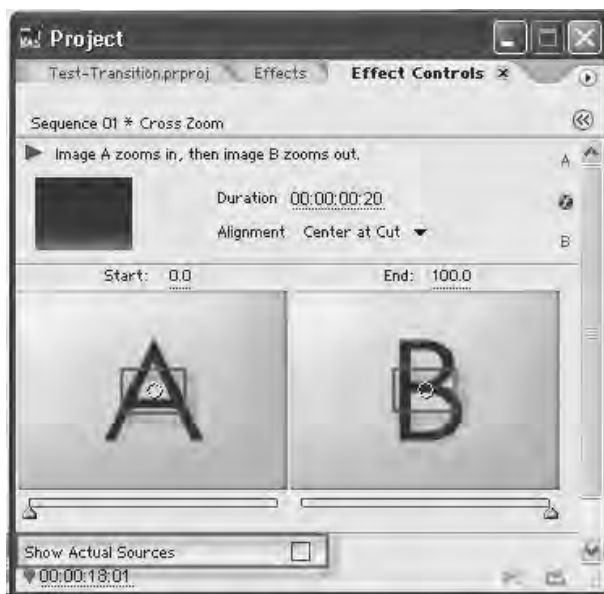 Project
Test-Transition.prproj Effects Effect Controls ×
Sequence 01 * Cross Zoom
Image A zooms in, then image B zooms out.
A
Duration 00:00:00:20
Alignment Center at Cut
B
Start: 0.0 End: 100.0
A B
Show Actual Sources
00:00:18:01